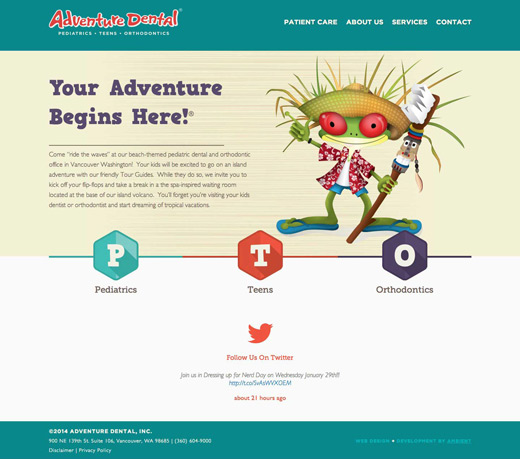 Adventure Dental®
PEDIATRICS • TEENS • ORTHODONTICS
PATIENT CARE ABOUT US SERVICES CONTACT
Your Adventure
Begins Here!®
Come "ride the waves" at our beach-themed pediatric dental and orthodontic
office in Vancouver Washington! Your kids will be excited to go on an island
adventure with our friendly Tour Guides. While they do so, we invite you to
kick off your flip-flops and take a break in a the spa-inspired waiting room
located at the base of our island volcano. You'll forget you're visiting your kids
dentist or orthodontist and start dreaming of tropical vacations.
P T O
Pediatrics Teens Orthodontics
Follow Us On Twitter
Join us in Dressing up for Nerd Day on Wednesday January 29th!!!
about 21 hours ago
©2014 ADVENTURE DENTAL, INC.
900 NE 139th St. Suite 106, Vancouver, WA 98685 | (360) 604-9000
WEB DESIGN • DEVELOPMENT BY AMBIENT
Disclaimer | Privacy Policy